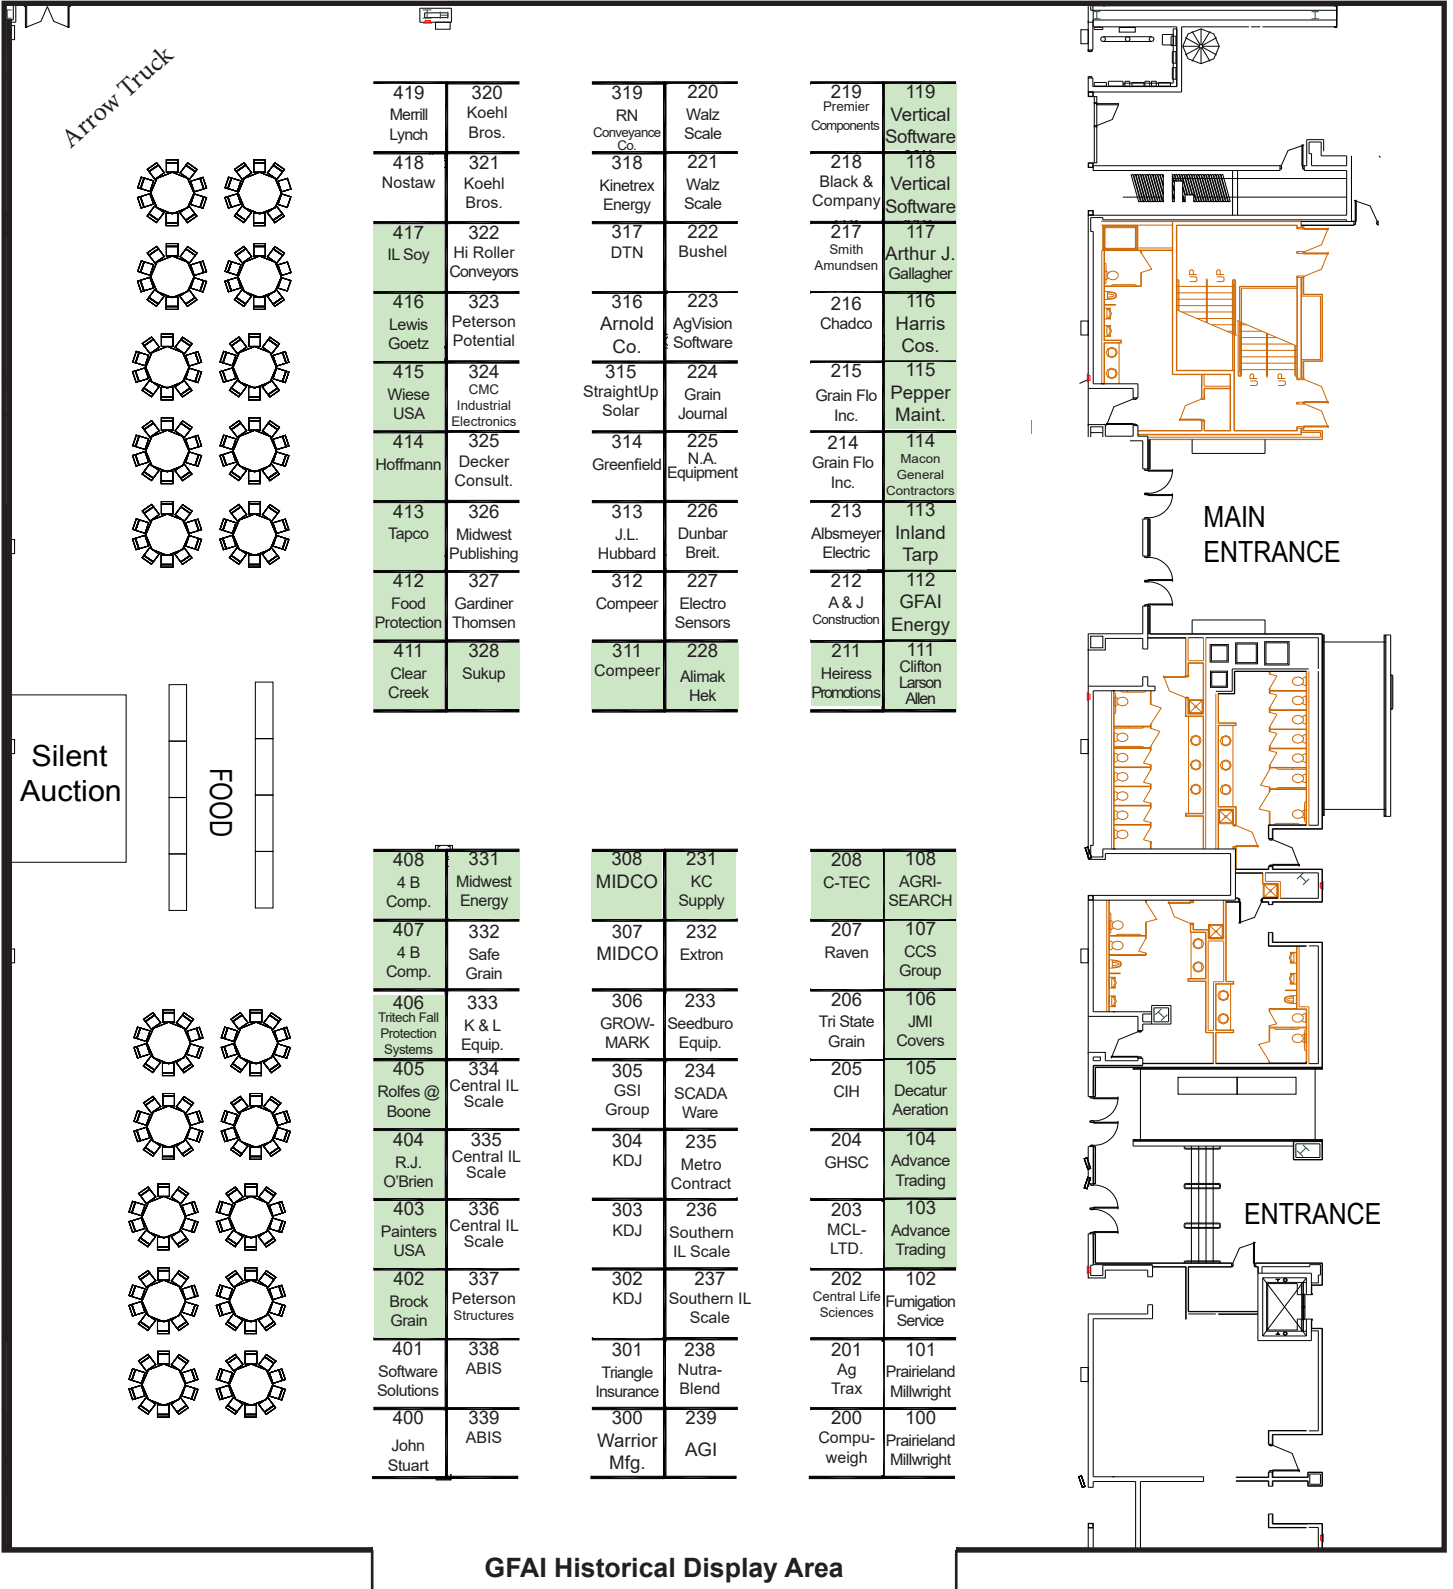 Arrow Truck
419
Merrill
Lynch
320
Koehl
Bros.
418
Nostaw
321
Koehl
Bros.
417
IL Soy
322
Hi Roller
Conveyors
416
Lewis
Goetz
323
Peterson
Potential
415
Wiese
USA
324
CMC
Industrial
Electronics
414
Hoffmann
325
Decker
Consult.
413
Tapco
326
Midwest
Publishing
412
Food
Protection
327
Gardiner
Thomsen
411
Clear
Creek
328
Sukup
319
RN
Conveyance
Co.
220
Walz
Scale
318
Kinetrex
Energy
221
Walz
Scale
317
DTN
222
Bushel
316
Arnold
Co.
223
AgVision
Software
315
StraightUp
Solar
224
Grain
Journal
314
Greenfield
225
N.A.
Equipment
313
J.L.
Hubbard
226
Dunbar
Breit.
312
Compeer
227
Electro
Sensors
311
Compeer
228
Alimak
Hek
219
Premier
Components
119
Vertical
Software
218
Black &
Company
118
Vertical
Software
217
Smith
Amundsen
117
Arthur J.
Gallagher
216
Chadco
116
Harris
Cos.
215
Grain Flo
Inc.
115
Pepper
Maint.
214
Grain Flo
Inc.
114
Macon
General
Contractors
213
Albsmeyer
Electric
113
Inland
Tarp
212
A & J
Construction
112
GFAI
Energy
211
Heiress
Promotions
111
Clifton
Larson
Allen
UP
UP
UP
UP
MAIN
ENTRANCE
Silent
Auction
FOOD
408
4 B
Comp.
331
Midwest
Energy
407
4 B
Comp.
332
Safe
Grain
406
Tritech Fall
Protection
Systems
333
K & L
Equip.
405
Rolfes @
Boone
334
Central IL
Scale
404
R.J.
O'Brien
335
Central IL
Scale
403
Painters
USA
336
Central IL
Scale
402
Brock
Grain
337
Peterson
Structures
401
Software
Solutions
338
ABIS
400
John
Stuart
339
ABIS
308
MIDCO
231
KC
Supply
307
MIDCO
232
Extron
306
GROW-
MARK
233
Seedburo
Equip.
305
GSI
Group
234
SCADA
Ware
304
KDJ
235
Metro
Contract
303
KDJ
236
Southern
IL Scale
302
KDJ
237
Southern IL
Scale
301
Triangle
Insurance
238
Nutra-
Blend
300
Warrior
Mfg.
239
AGI
208
C-TEC
108
AGRI-
SEARCH
207
Raven
107
CCS
Group
206
Tri State
Grain
106
JMI
Covers
205
CIH
105
Decatur
Aeration
204
GHSC
104
Advance
Trading
203
MCL-
LTD.
103
Advance
Trading
202
Central Life
Sciences
102
Fumigation
Service
201
Ag
Trax
101
Prairieland
Millwright
200
Compu-
weigh
100
Prairieland
Millwright
ENTRANCE
GFAI Historical Display Area